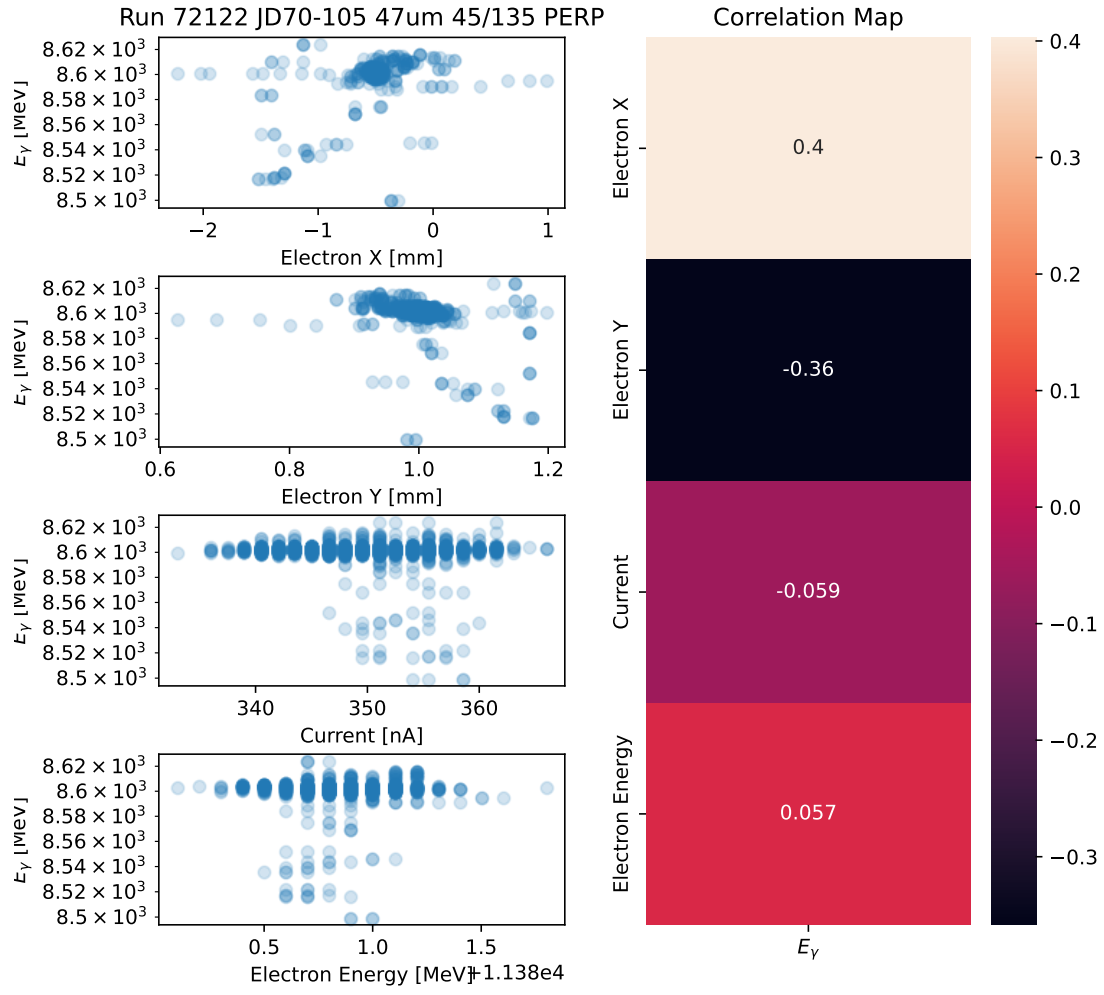 Run 72122 JD70-105 47um 45/135 PERP
8.62 × 10³
8.6 × 10³
8.58 × 10³
8.56 × 10³
8.54 × 10³
8.52 × 10³
8.5 × 10³
Eγ [MeV]
−2 −1 0 1
Electron X [mm]
8.62 × 10³
8.6 × 10³
8.58 × 10³
8.56 × 10³
8.54 × 10³
8.52 × 10³
8.5 × 10³
Eγ [MeV]
0.6 0.8 1.0 1.2
Electron Y [mm]
8.62 × 10³
8.6 × 10³
8.58 × 10³
8.56 × 10³
8.54 × 10³
8.52 × 10³
8.5 × 10³
Eγ [MeV]
340 350 360
Current [nA]
8.62 × 10³
8.6 × 10³
8.58 × 10³
8.56 × 10³
8.54 × 10³
8.52 × 10³
8.5 × 10³
Eγ [MeV]
0.5 1.0 1.5
Electron Energy [MeV]
+1.138e4
Correlation Map
Electron X
0.4
Electron Y
-0.36
Current
-0.059
Electron Energy
0.057
Eγ
0.4
0.3
0.2
0.1
0.0
−0.1
−0.2
−0.3